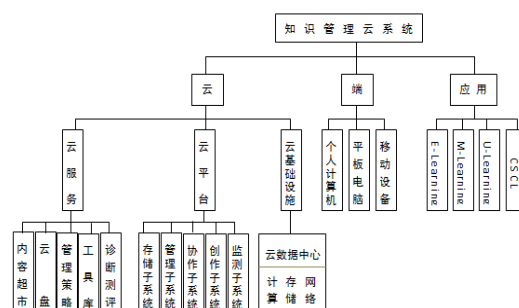 知识管理云系统
云
端
应用
云服务
云平台
云基础设施
个人计算机
平板电脑
移动设备
E-Learning
M-Learning
U-Learning
CSCL
内容超市
云盘
管理策略
工具库
诊断测评
存储子系统
管理子系统
协作子系统
创作子系统
监测子系统
云数据中心
计算
存储
网络